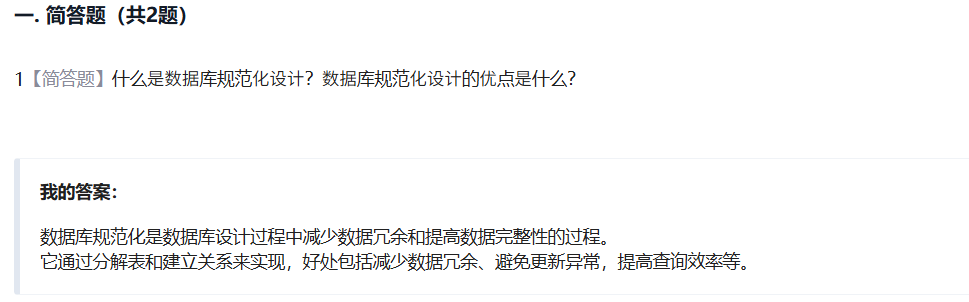 一. 简答题（共2题）
1【简答题】什么是数据库规范化设计？数据库规范化设计的优点是什么?
我的答案：
数据库规范化是数据库设计过程中减少数据冗余和提高数据完整性的过程。
它通过分解表和建立关系来实现，好处包括减少数据冗余、避免更新异常，提高查询效率等。